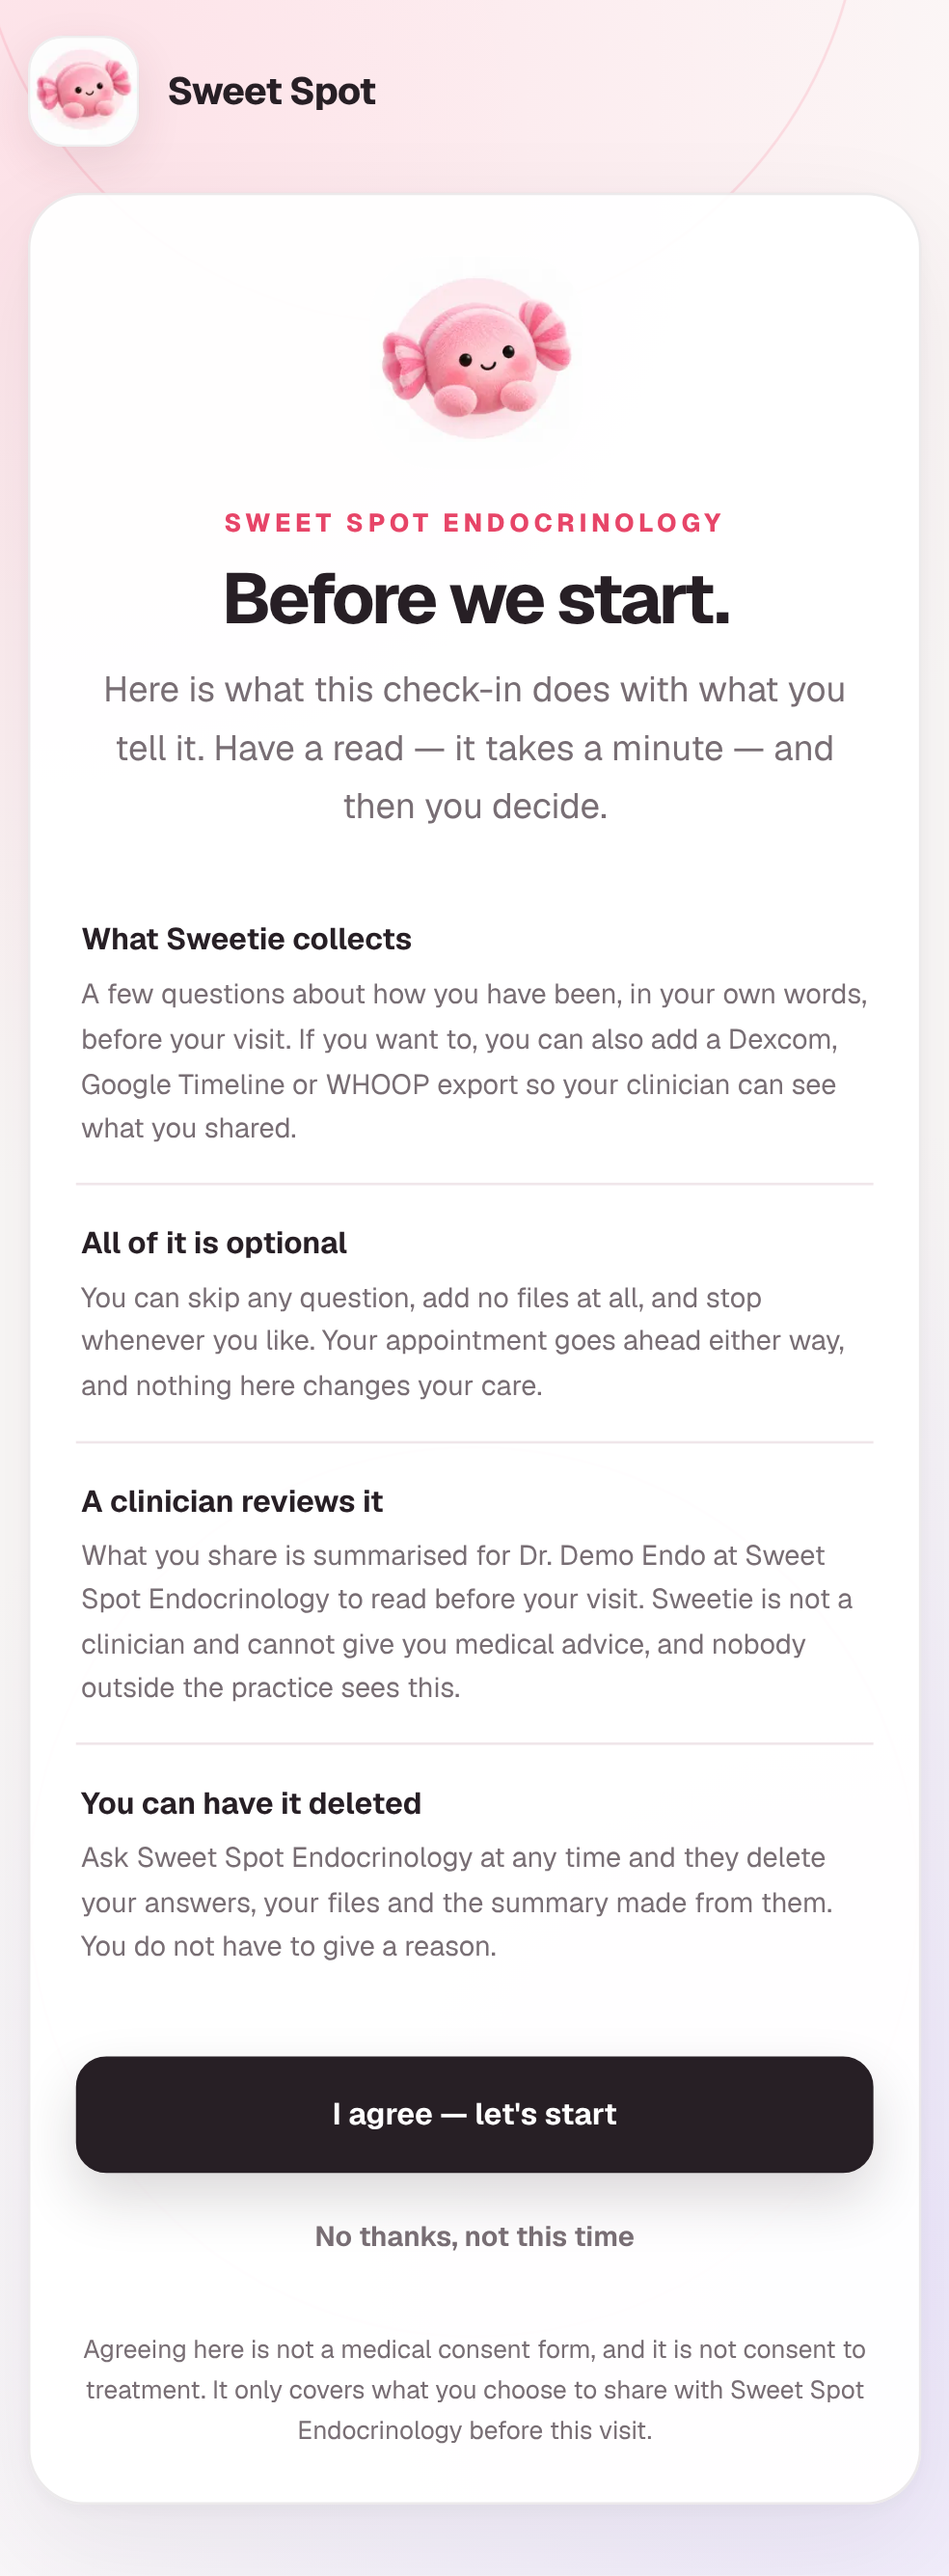 Sweet Spot
SWEET SPOT ENDOCRINOLOGY
Before we start.
Here is what this check-in does with what you
tell it. Have a read — it takes a minute — and
then you decide.
What Sweetie collects
A few questions about how you have been, in your own words,
before your visit. If you want to, you can also add a Dexcom,
Google Timeline or WHOOP export so your clinician can see
what you shared.
All of it is optional
You can skip any question, add no files at all, and stop
whenever you like. Your appointment goes ahead either way,
and nothing here changes your care.
A clinician reviews it
What you share is summarised for Dr. Demo Endo at Sweet
Spot Endocrinology to read before your visit. Sweetie is not a
clinician and cannot give you medical advice, and nobody
outside the practice sees this.
You can have it deleted
Ask Sweet Spot Endocrinology at any time and they delete
your answers, your files and the summary made from them.
You do not have to give a reason.
I agree — let's start
No thanks, not this time
Agreeing here is not a medical consent form, and it is not consent to
treatment. It only covers what you choose to share with Sweet Spot
Endocrinology before this visit.